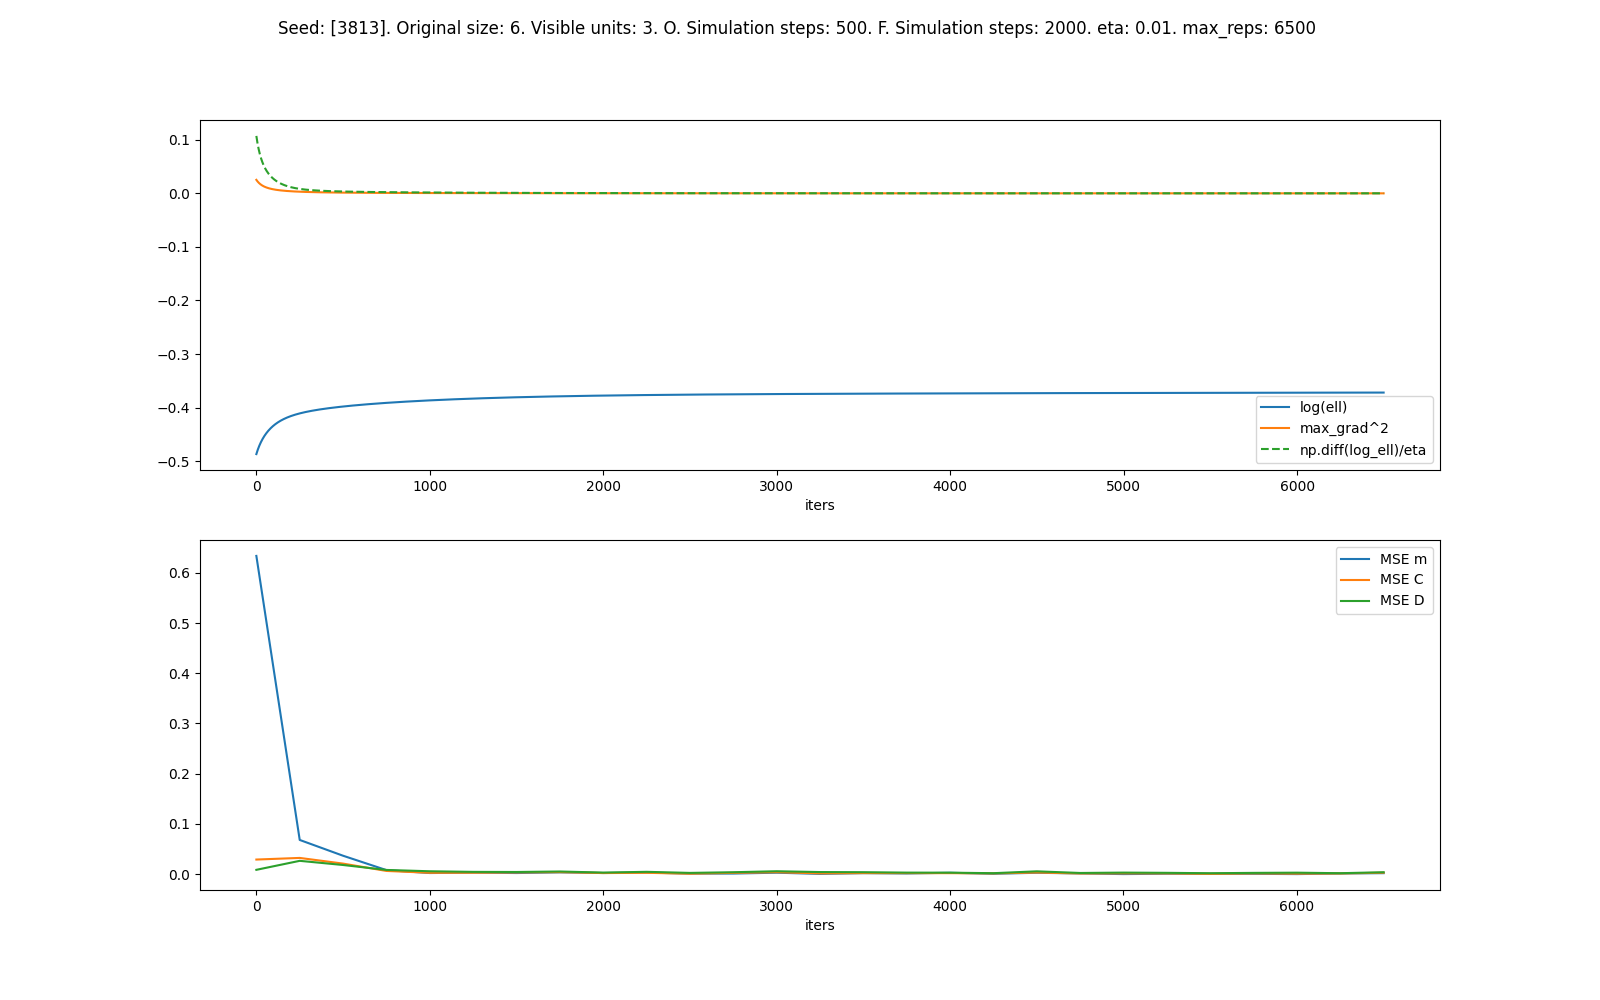 Seed: [3813]. Original size: 6. Visible units: 3. O. Simulation steps: 500. F. Simulation steps: 2000. eta: 0.01. max_reps: 6500
0.1
0.0
−0.1
−0.2
−0.3
−0.4
−0.5
log(ell)
max_grad^2
np.diff(log_ell)/eta
0 1000 2000 3000 4000 5000 6000
iters
0.6
0.5
0.4
0.3
0.2
0.1
0.0
MSE m
MSE C
MSE D
0 1000 2000 3000 4000 5000 6000
iters